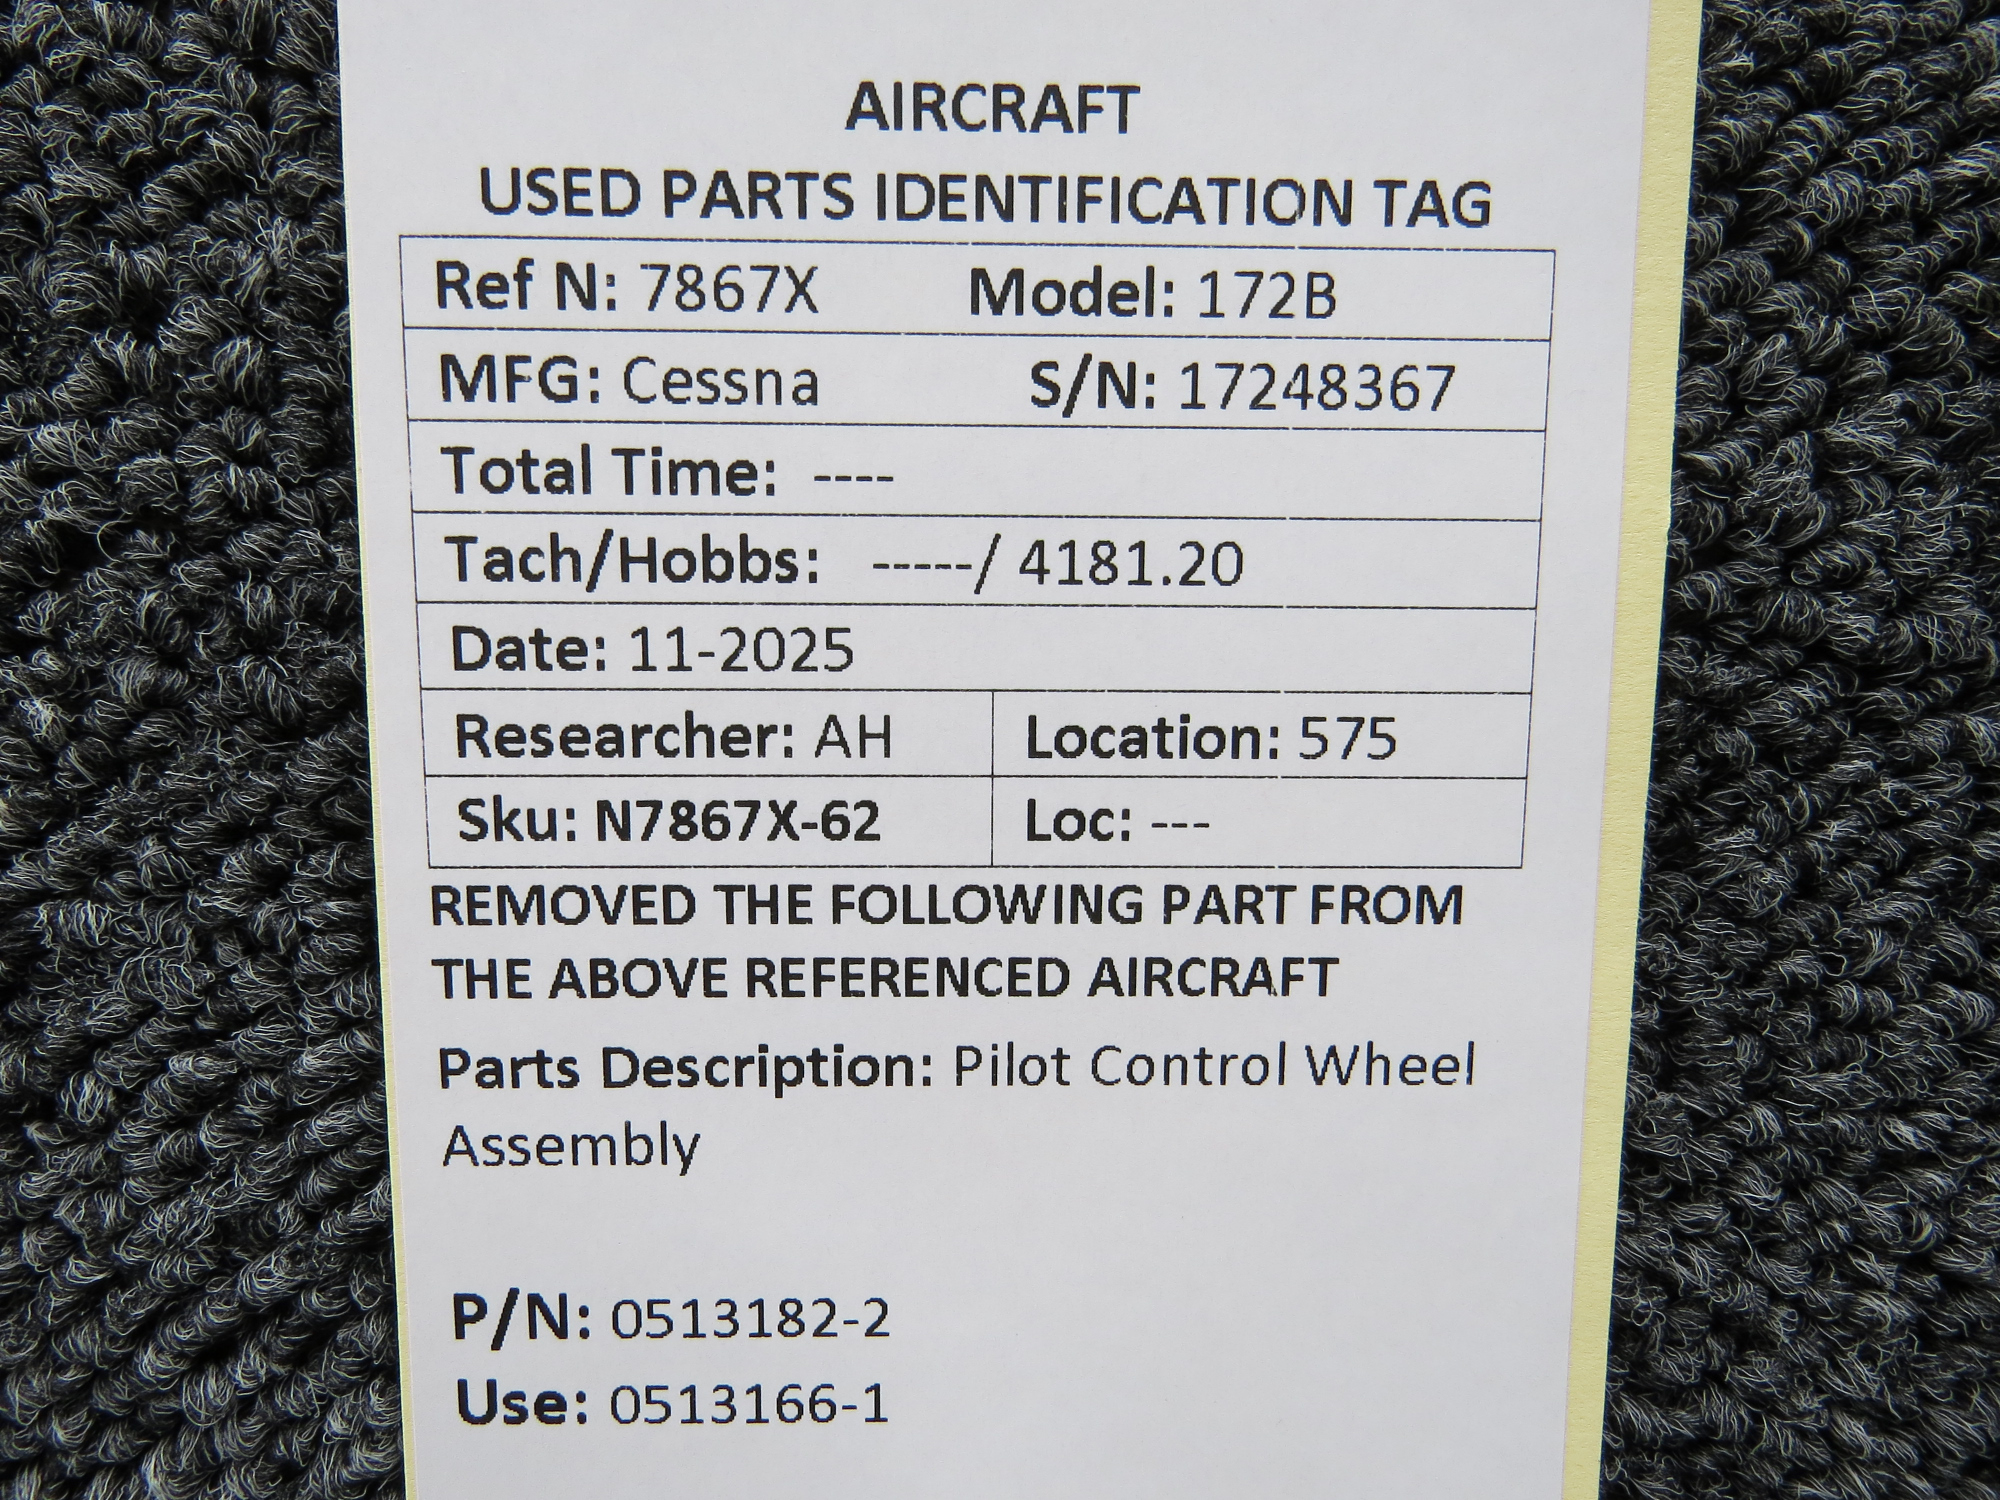 AIRCRAFT
USED PARTS IDENTIFICATION TAG
Ref N: 7867X Model: 172B
MFG: Cessna S/N: 17248367
Total Time: ----
Tach/Hobbs: -----/ 4181.20
Date: 11-2025
Researcher: AH Location: 575
Sku: N7867X-62 Loc: ---
REMOVED THE FOLLOWING PART FROM
THE ABOVE REFERENCED AIRCRAFT
Parts Description: Pilot Control Wheel
Assembly
P/N: 0513182-2
Use: 0513166-1